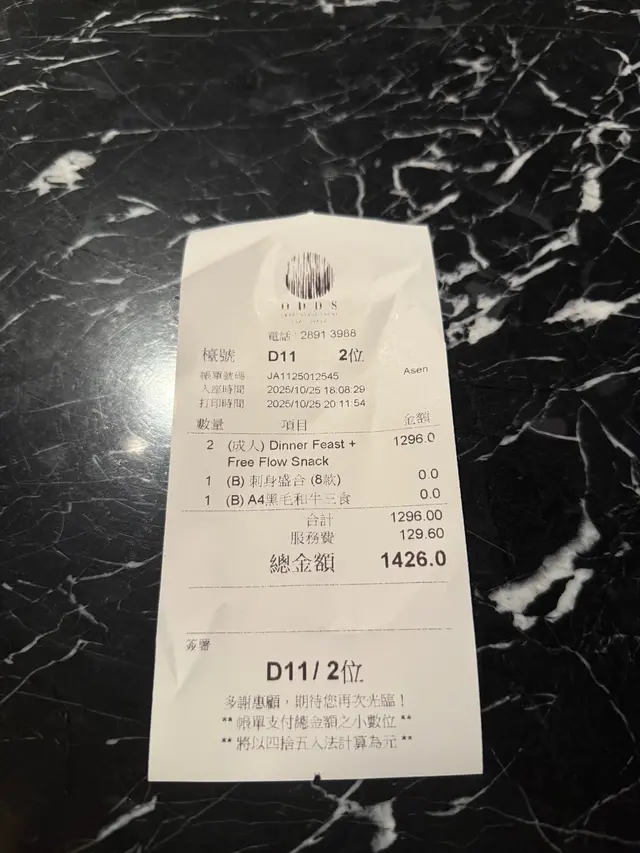 ODDS
電話 : 2891 3988
檯號 D11 2位
帳單號碼 JA1125012545 Asen
入座時間 2025/10/25 18:08:29
打印時間 2025/10/25 20:11:54
數量 項目 金額
2 (成人) Dinner Feast + 1296.0
Free Flow Snack
1 (B) 刺身盛合 (8款) 0.0
1 (B) A4黑毛和牛三食 0.0
合計 1296.00
服務費 129.60
總金額 1426.0
簽署
D11/ 2位
多謝惠顧，期待您再次光臨！
** 帳單支付總金額之小數位 **
** 將以四捨五入法計算為元 **